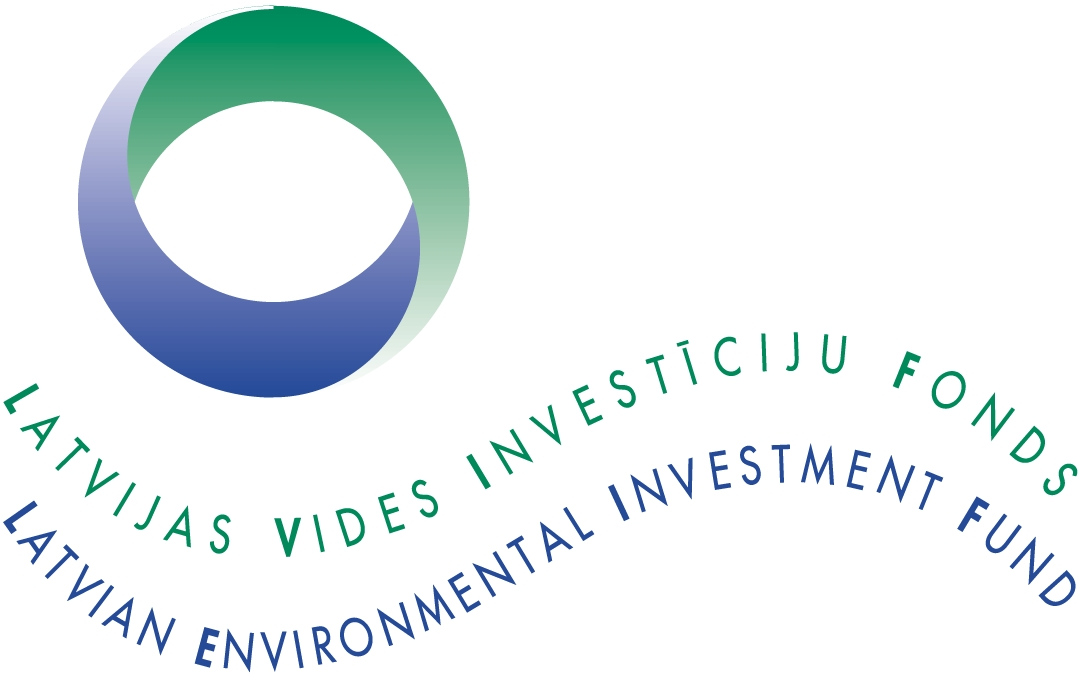 LATVIJAS VIDES INVESTĪCIJU FONDS
LATVIAN ENVIRONMENTAL INVESTMENT FUND